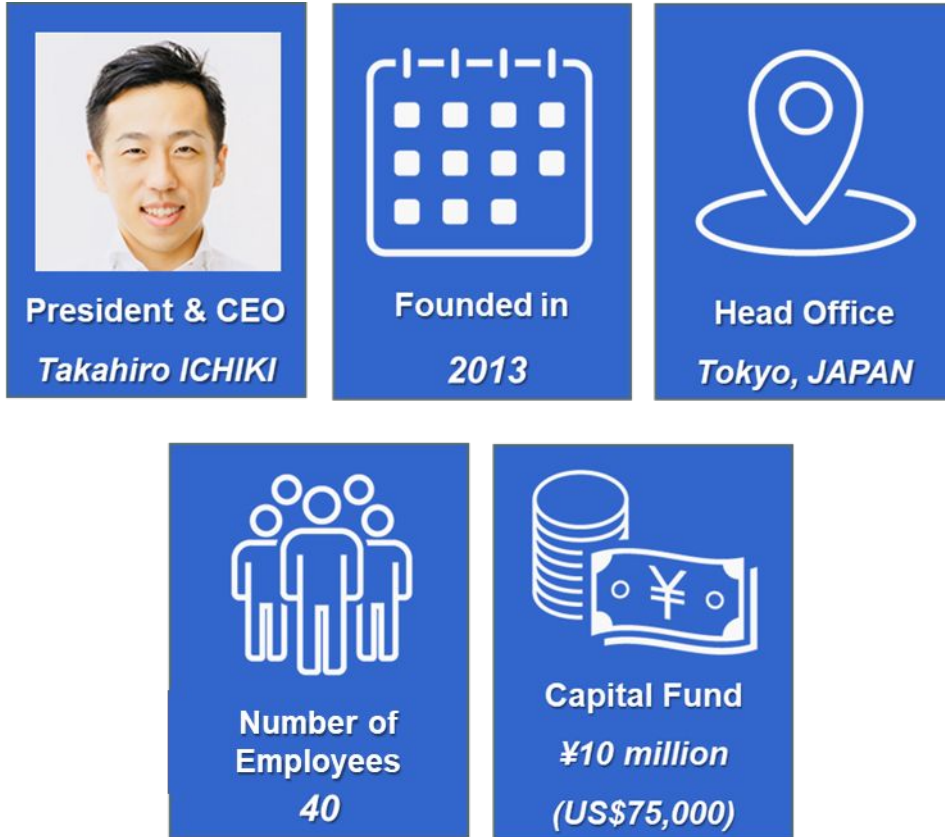 President & CEO
Takahiro ICHIKI
Founded in
2013
Head Office
Tokyo, JAPAN
Number of
Employees
40
¥
Capital Fund
¥10 million
(US$75,000)